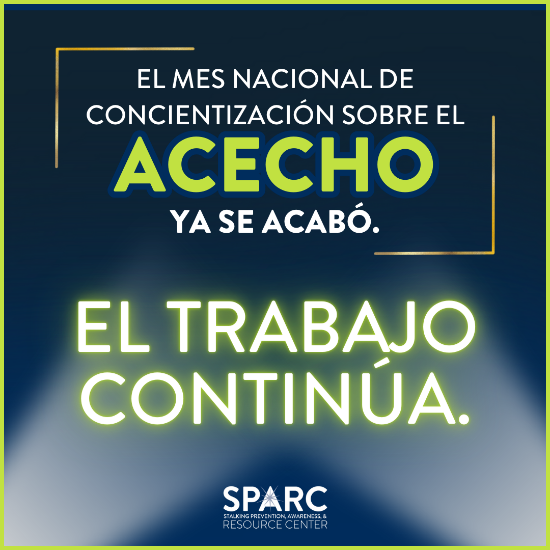 EL MES NACIONAL DE
CONCIENTIZACIÓN SOBRE EL
ACECHO
YA SE ACABÓ.
EL TRABAJO
CONTINÚA.
SPARC
STALKING PREVENTION, AWARENESS, &
RESOURCE CENTER